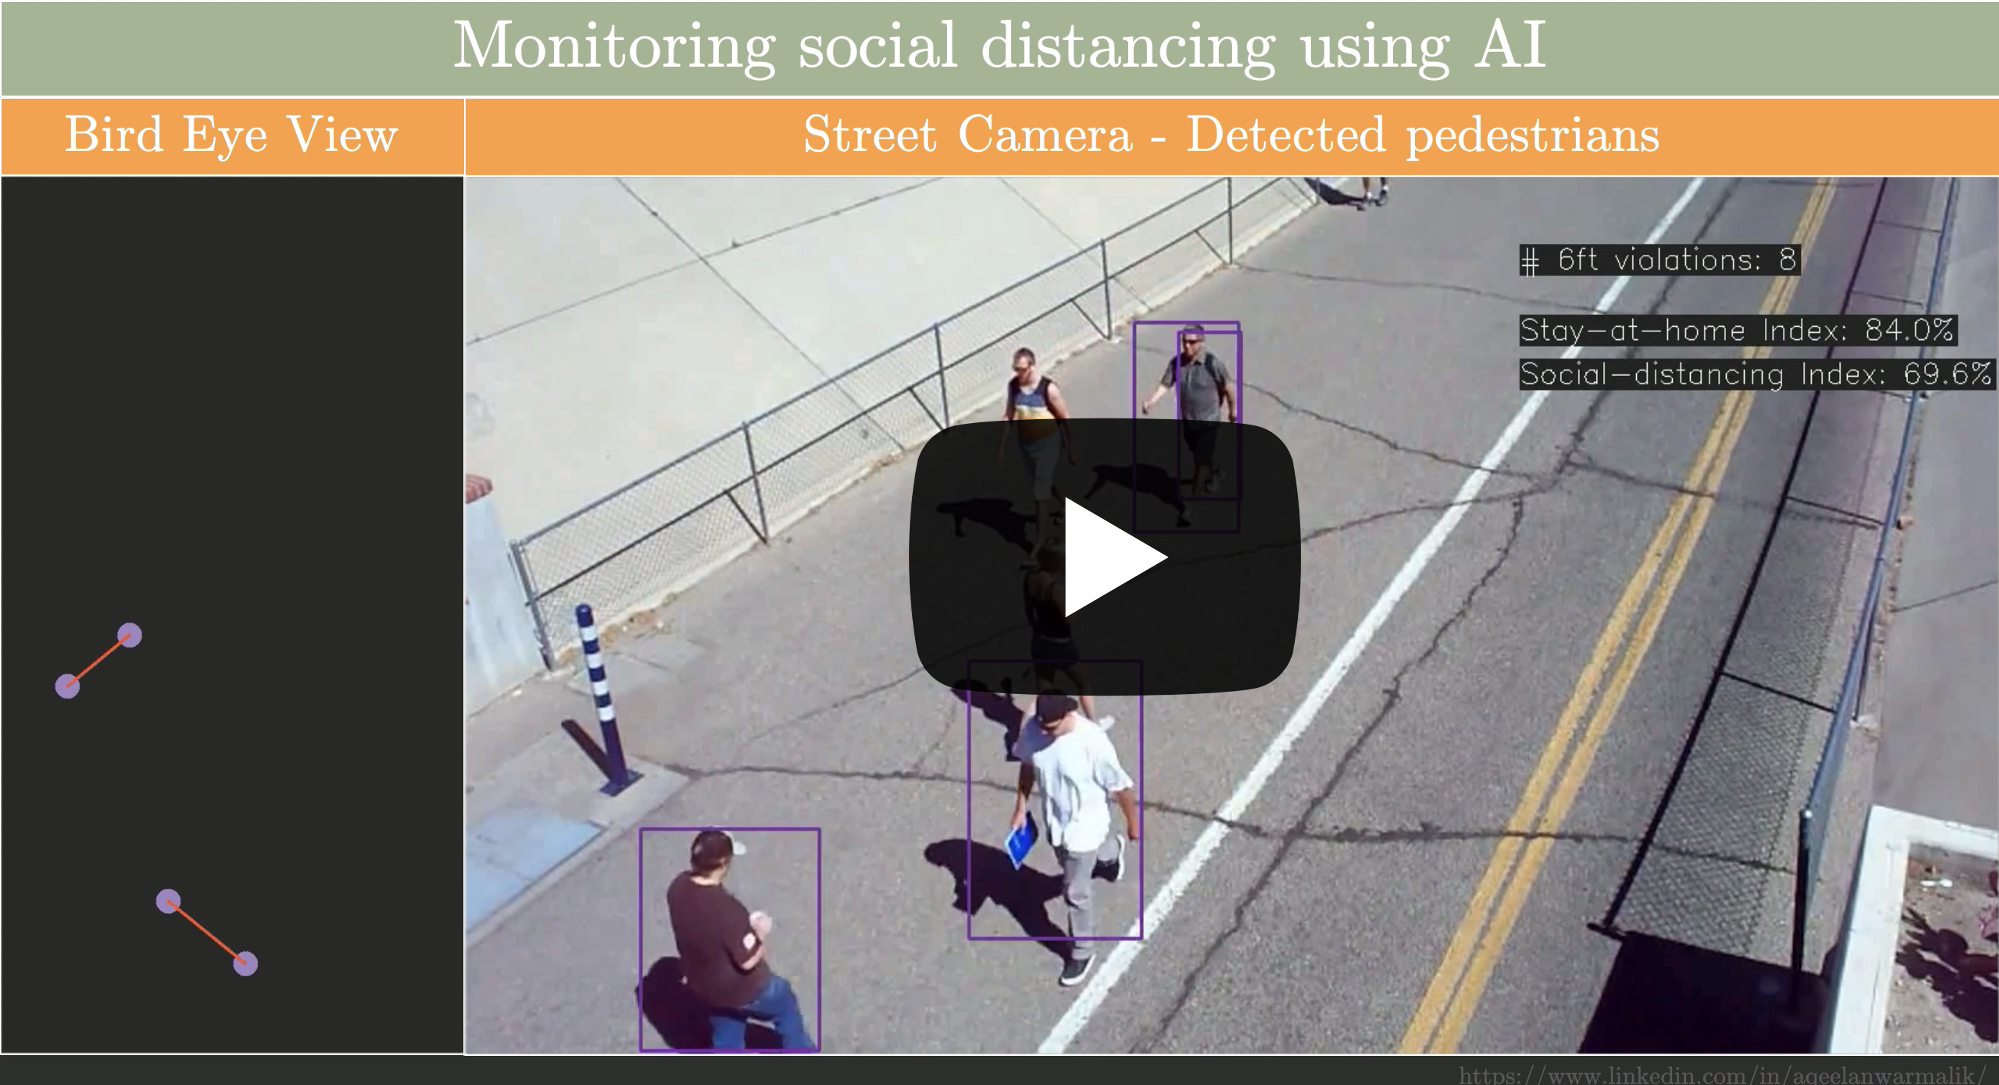 Monitoring social distancing using AI
Bird Eye View
Street Camera - Detected pedestrians
# 6ft violations: 8
Stay-at-home Index: 84.0%
Social-distancing Index: 69.6%
https://www.linkedin.com/in/aqeelanwarmalik/